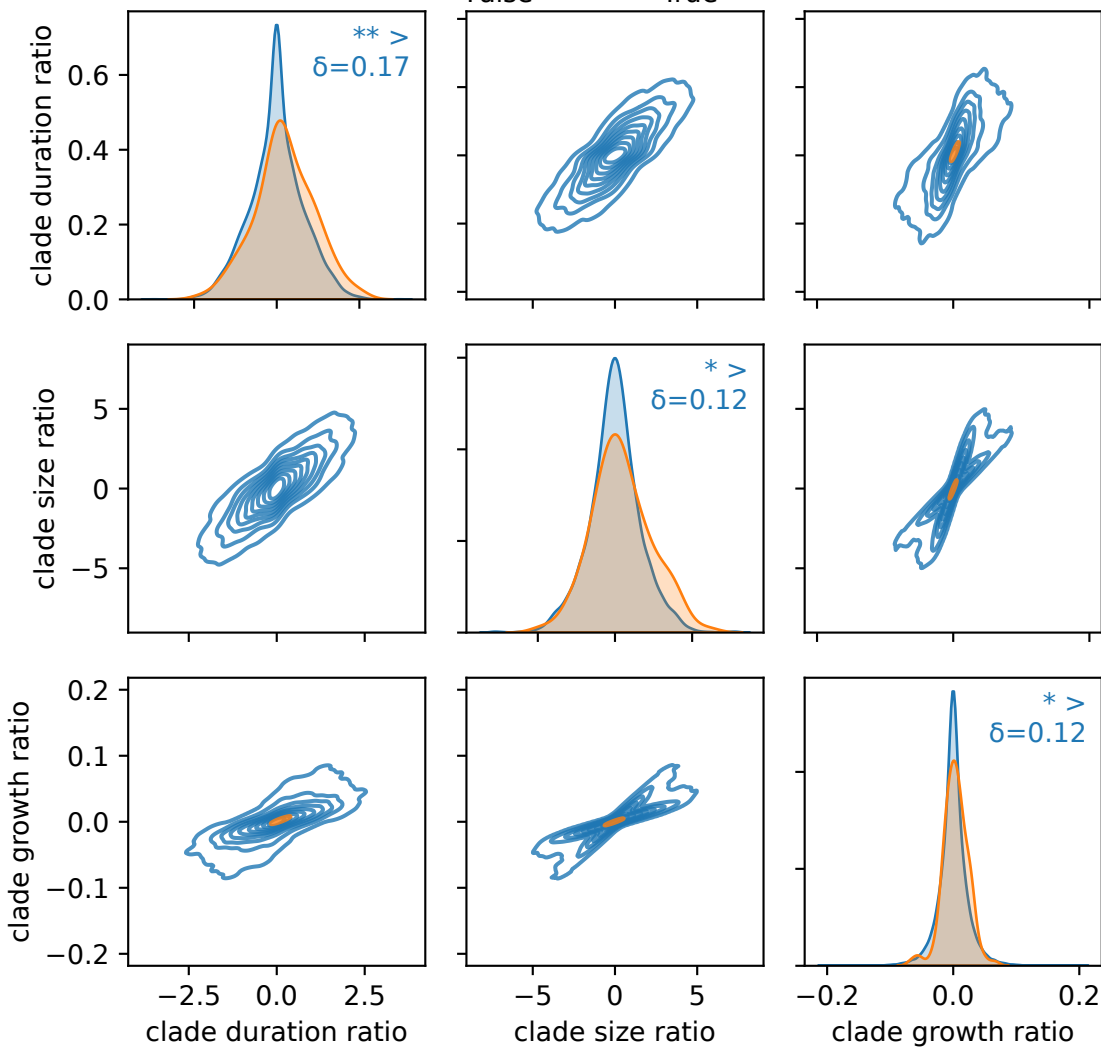 False True
clade duration ratio
0.6
0.4
0.2
0.0
** >
δ=0.17
clade size ratio
5
0
−5
* >
δ=0.12
clade growth ratio
0.2
0.1
0.0
−0.1
−0.2
* >
δ=0.12
−2.5 0.0 2.5
−5 0 5
−0.2 0.0 0.2
clade duration ratio
clade size ratio
clade growth ratio